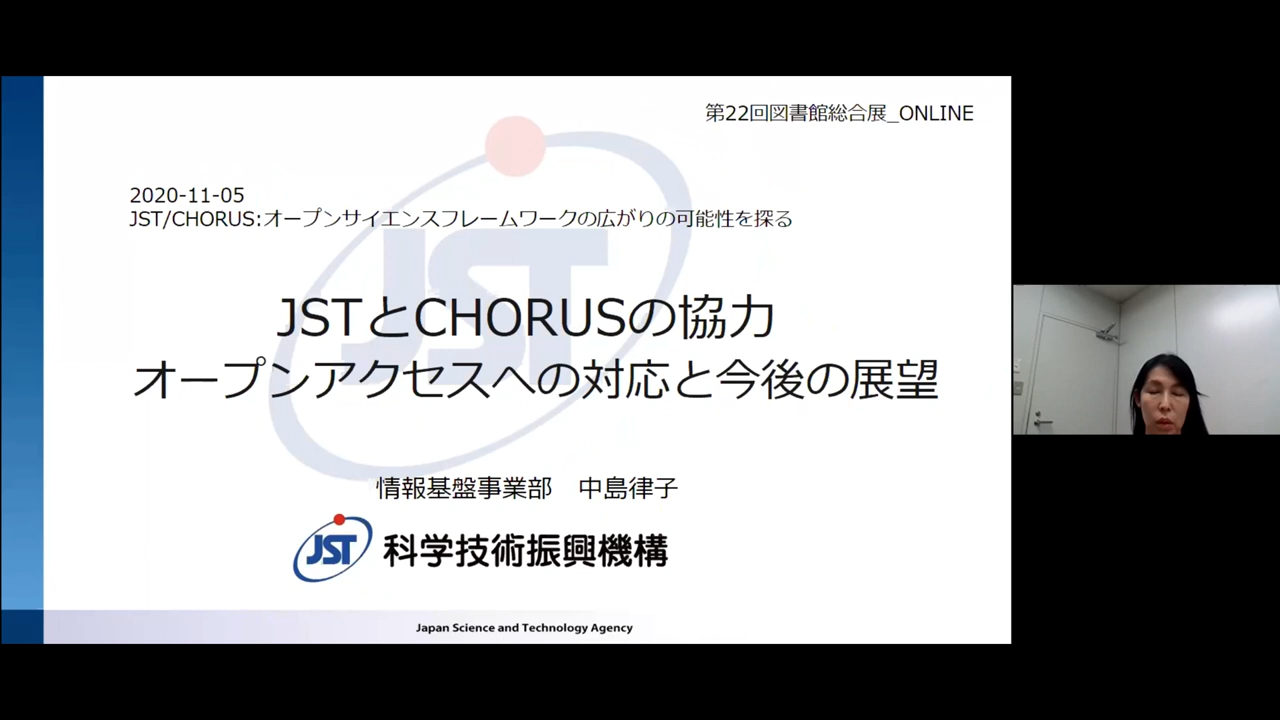 第22回図書館総合展_ONLINE
2020-11-05
JST/CHORUS:オープンサイエンスフレームワークの広がりの可能性を探る
JSTとCHORUSの協力
オープンアクセスへの対応と今後の展望
情報基盤事業部　中島律子
JST 科学技術振興機構
Japan Science and Technology Agency